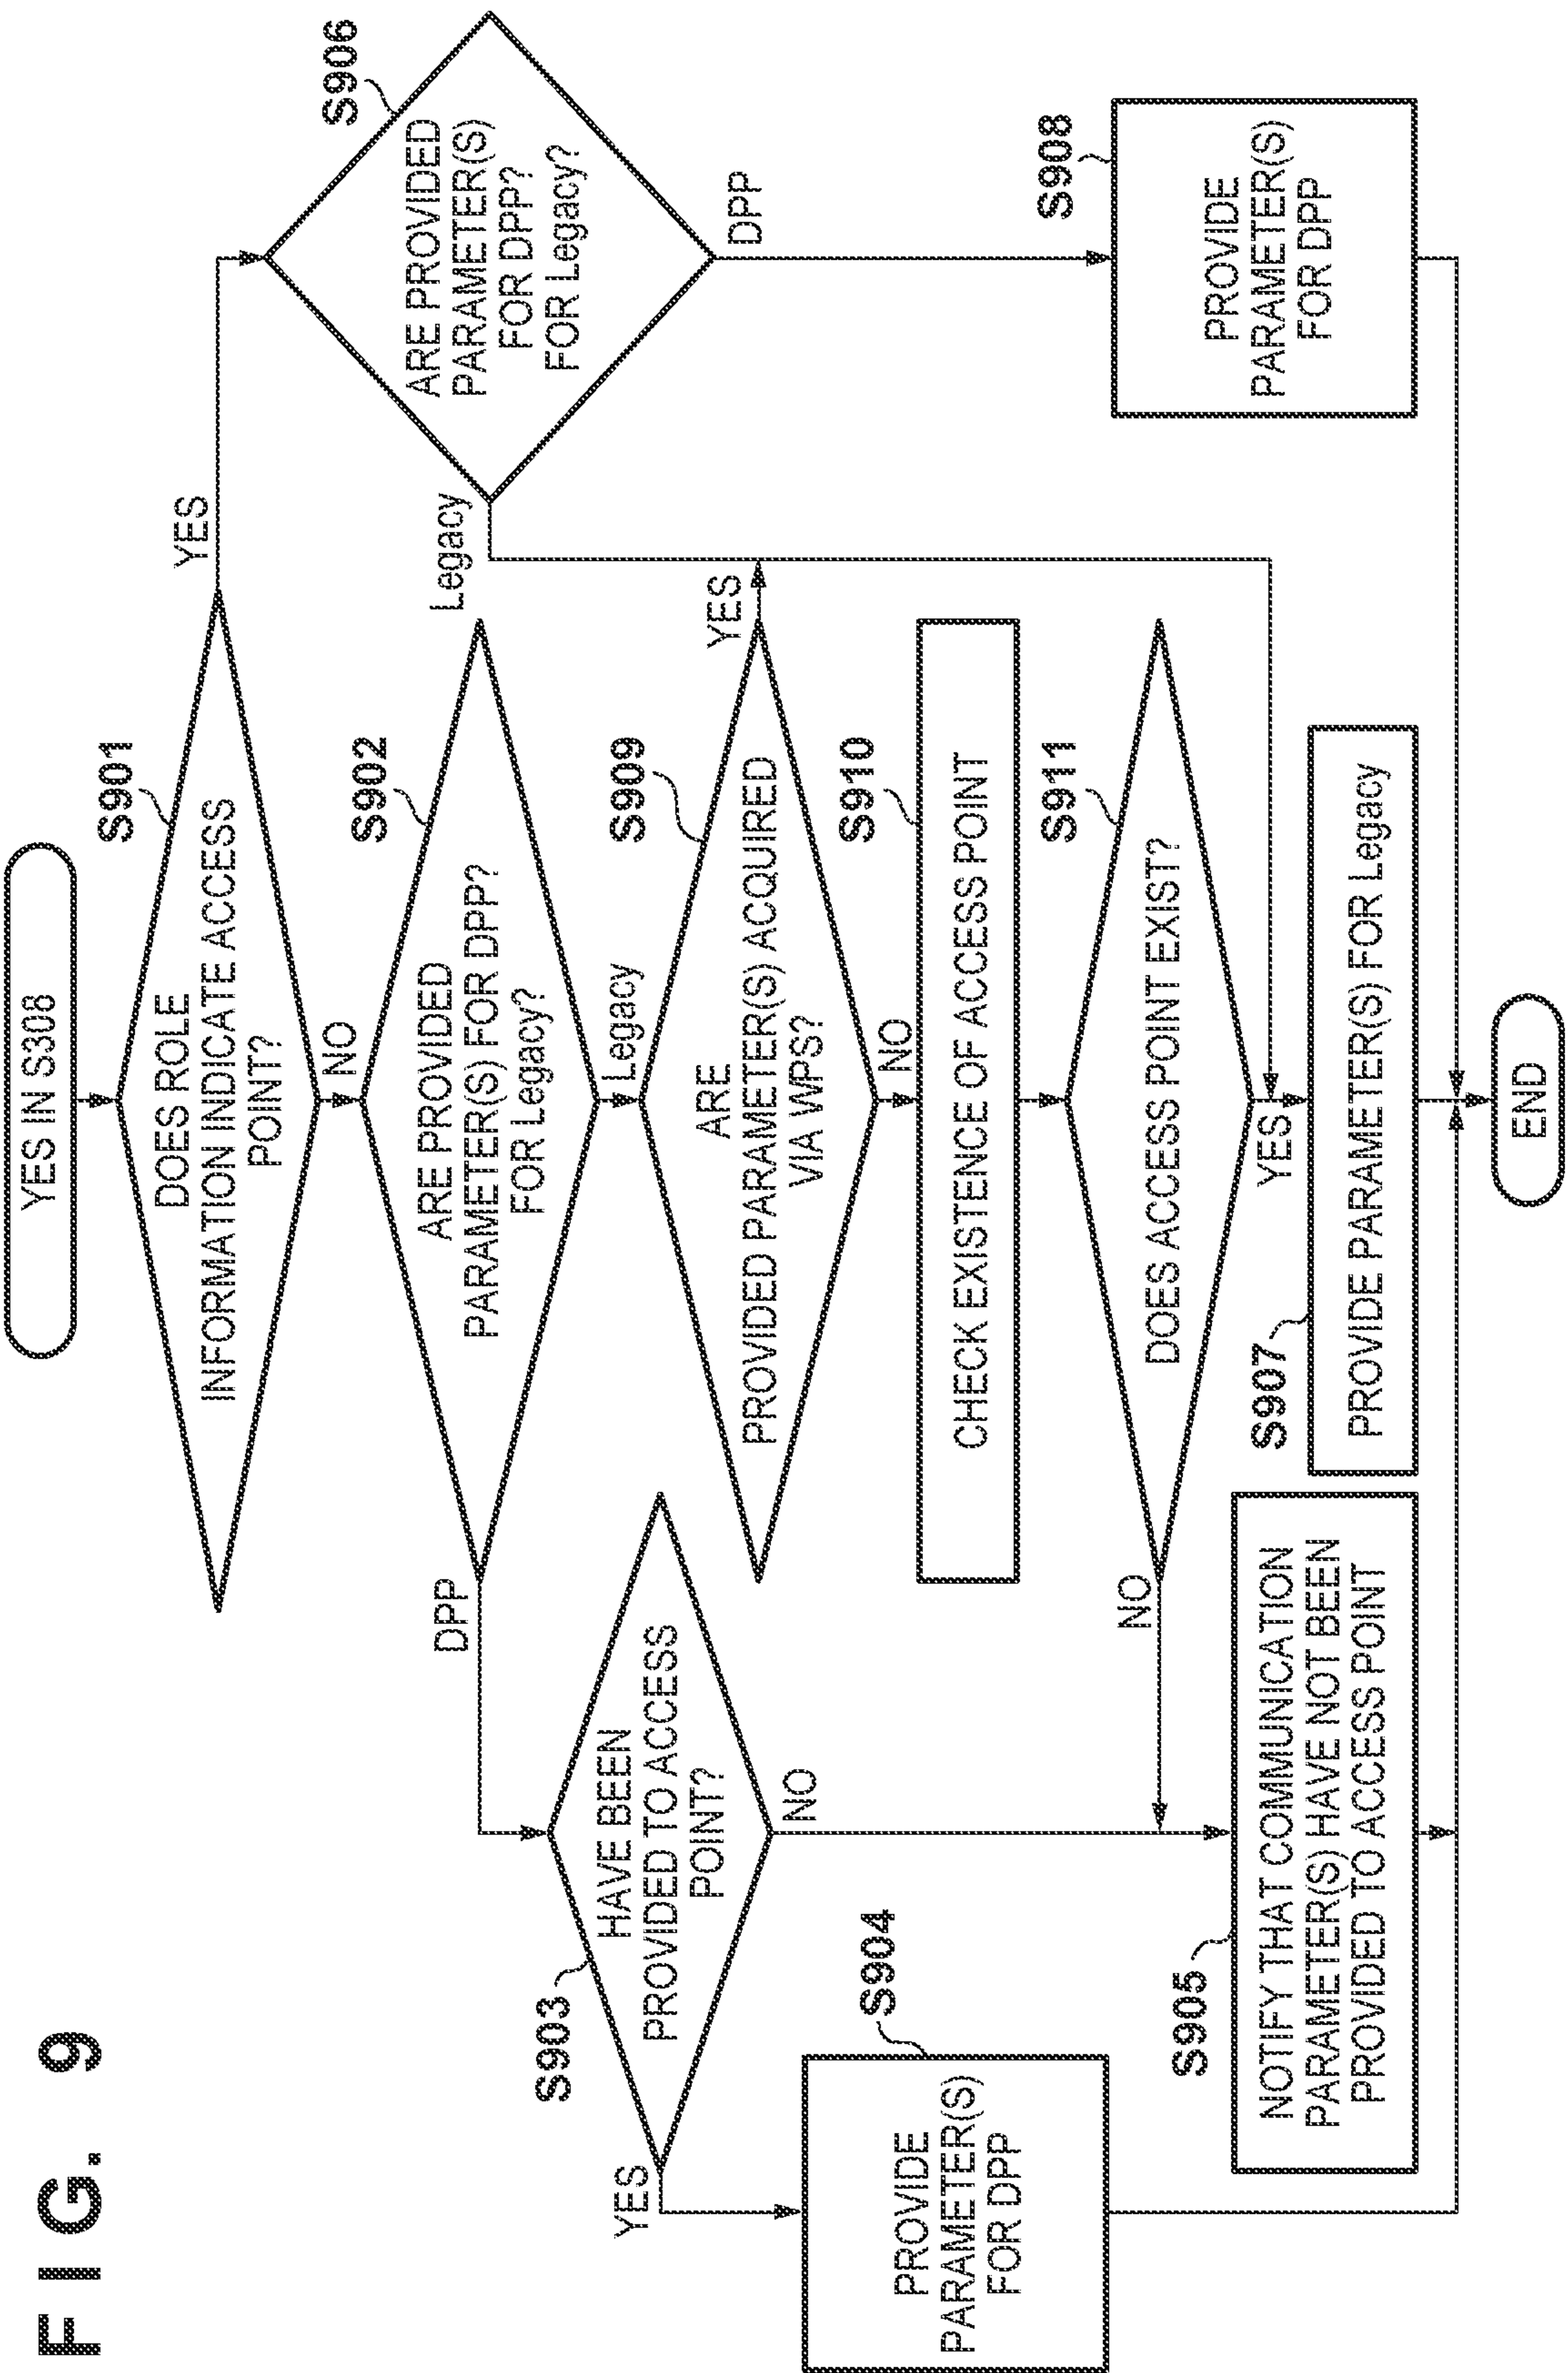 FIG. 9
YES IN S308
S901
DOES ROLE
INFORMATION INDICATE ACCESS
POINT?
YES
NO
S902
ARE PROVIDED
PARAMETER(S) FOR DPP?
FOR Legacy?
DPP
Legacy
S906
ARE PROVIDED
PARAMETER(S)
FOR DPP?
FOR Legacy?
Legacy
DPP
S903
HAVE BEEN
PROVIDED TO ACCESS
POINT?
YES
NO
S909
ARE
PROVIDED PARAMETER(S) ACQUIRED
VIA WPS?
YES
NO
S904
PROVIDE
PARAMETER(S)
FOR DPP
S910
CHECK EXISTENCE OF ACCESS POINT
S911
DOES ACCESS POINT EXIST?
NO
YES
S908
PROVIDE
PARAMETER(S)
FOR DPP
S905
NOTIFY THAT COMMUNICATION
PARAMETER(S) HAVE NOT BEEN
PROVIDED TO ACCESS POINT
S907
PROVIDE PARAMETER(S) FOR Legacy
END